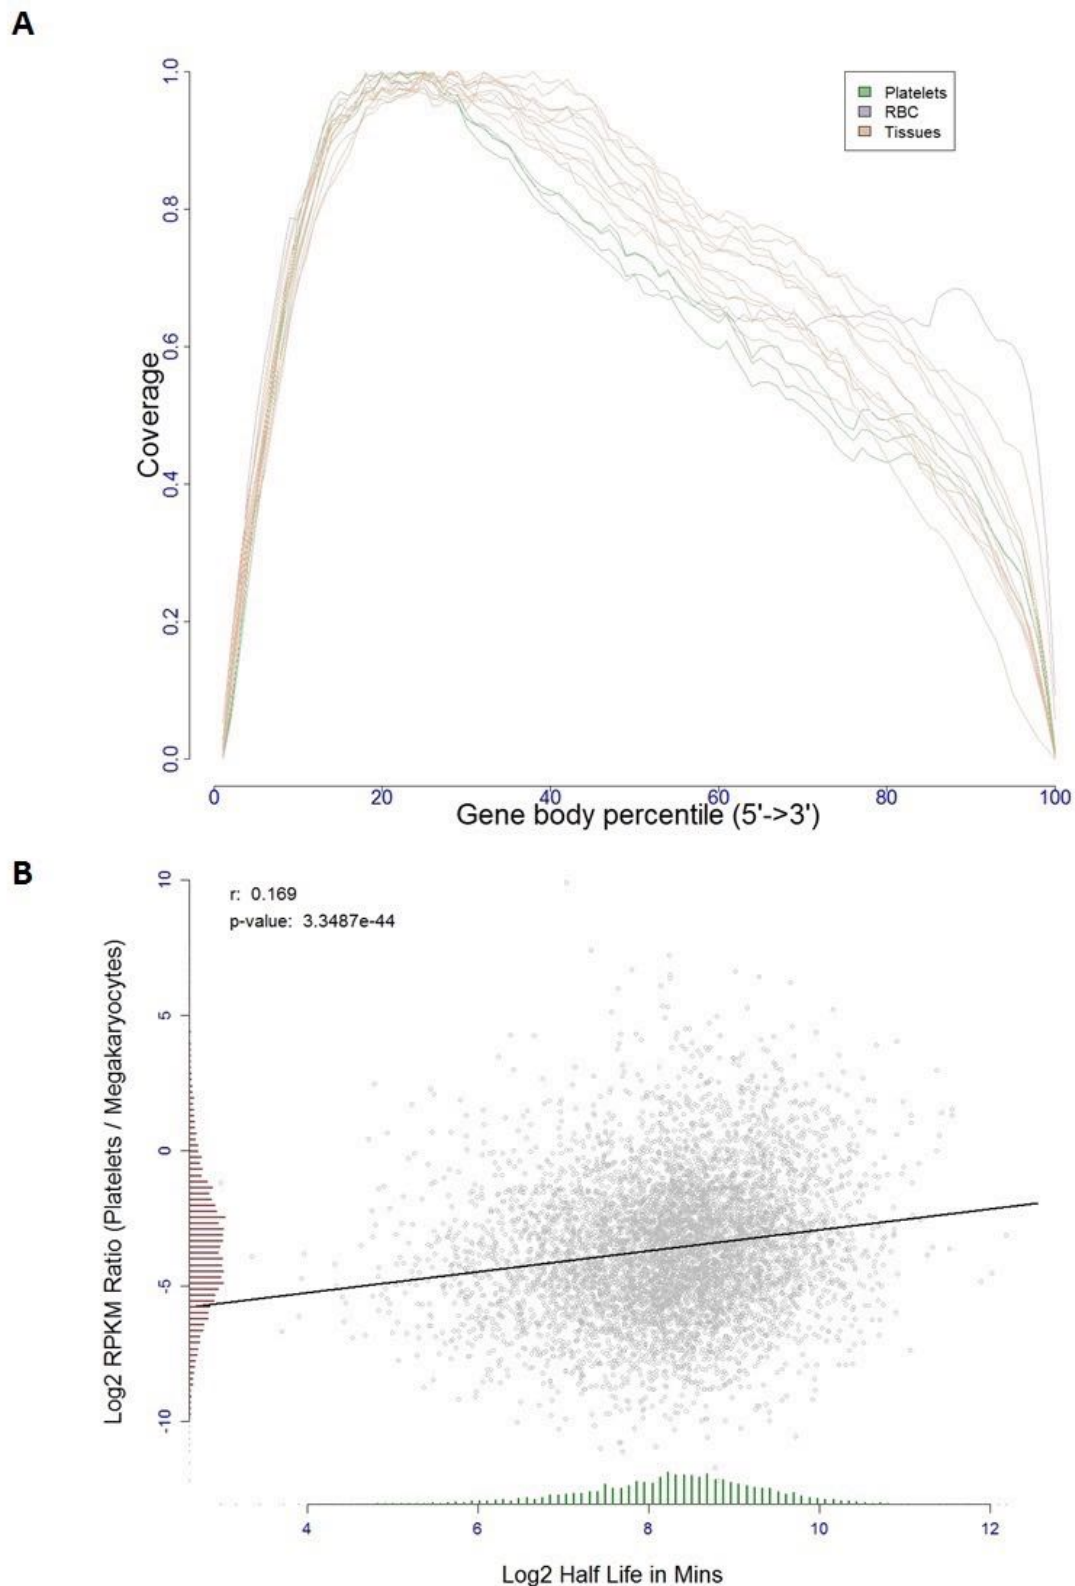 A
1.0
0.8
0.6
0.4
0.2
0.0
Coverage
Platelets
RBC
Tissues
0 20 40 60 80 100
Gene body percentile (5'->3')
B
r: 0.169
p-value: 3.3487e-44
10
5
0
-5
-10
Log2 RPKM Ratio (Platelets / Megakaryocytes)
4 6 8 10 12
Log2 Half Life in Mins